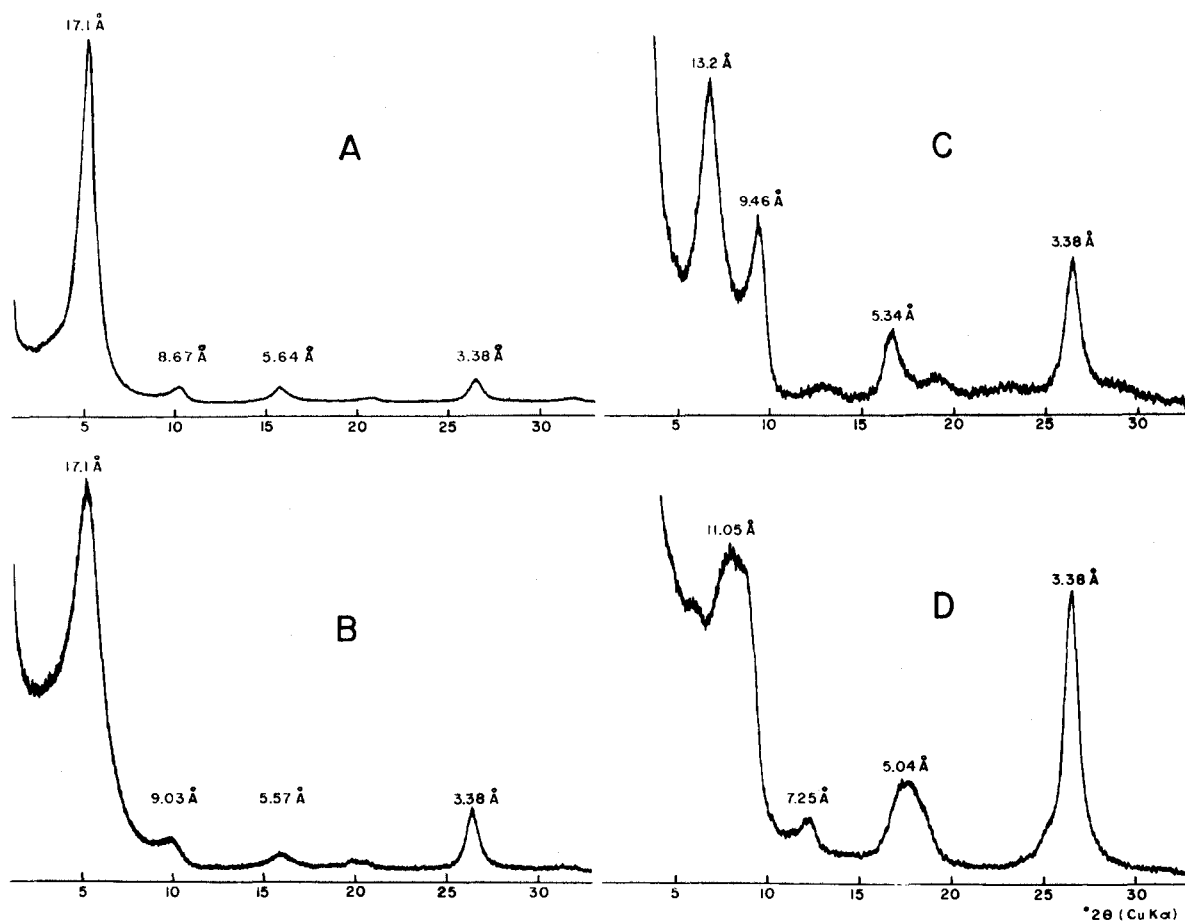 17.1 Å
A
8.67 Å
5.64 Å
3.38 Å
5 10 15 20 25 30
13.2 Å
C
9.46 Å
5.34 Å
3.38 Å
5 10 15 20 25 30
17.1 Å
B
9.03 Å
5.57 Å
3.38 Å
5 10 15 20 25 30
11.05 Å
D
7.25 Å
5.04 Å
3.38 Å
5 10 15 20 25 30
°2θ (Cu Kα)